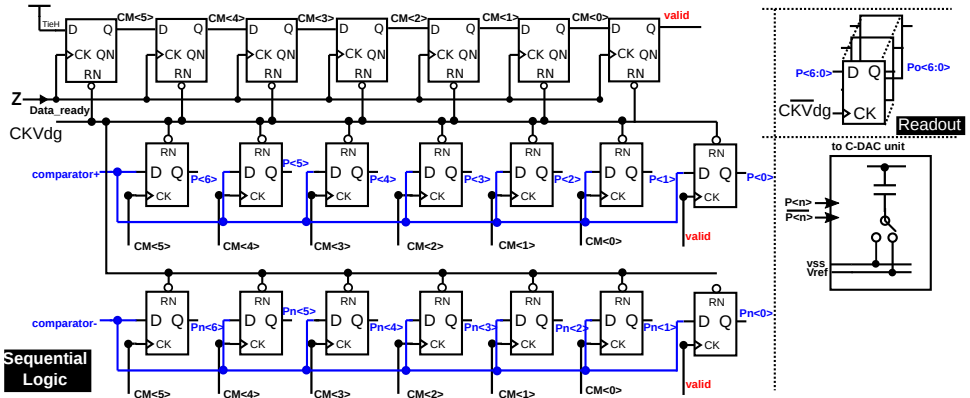 TieH
CM<5> CM<4> CM<3> CM<2> CM<1> CM<0> valid
D Q D Q D Q D Q D Q D Q D Q
CK QN CK QN CK QN CK QN CK QN CK QN CK QN
RN RN RN RN RN RN RN
Z
Data_ready
CKVdg
RN RN RN RN RN RN RN
comparator+
D Q D Q D Q D Q D Q D Q D Q
P<6> P<5> P<4> P<3> P<2> P<1> P<0>
CK CK CK CK CK CK CK
CM<5> CM<4> CM<3> CM<2> CM<1> CM<0> valid
RN RN RN RN RN RN RN
comparator-
D Q D Q D Q D Q D Q D Q D Q
Pn<6> Pn<5> Pn<4> Pn<3> Pn<2> Pn<1> Pn<0>
CK CK CK CK CK CK CK
CM<5> CM<4> CM<3> CM<2> CM<1> CM<0> valid
Sequential
Logic
P<6:0> D Q Po<6:0>
CKVdg CK
Readout
to C-DAC unit
P<n>
P<n>
vss
Vref